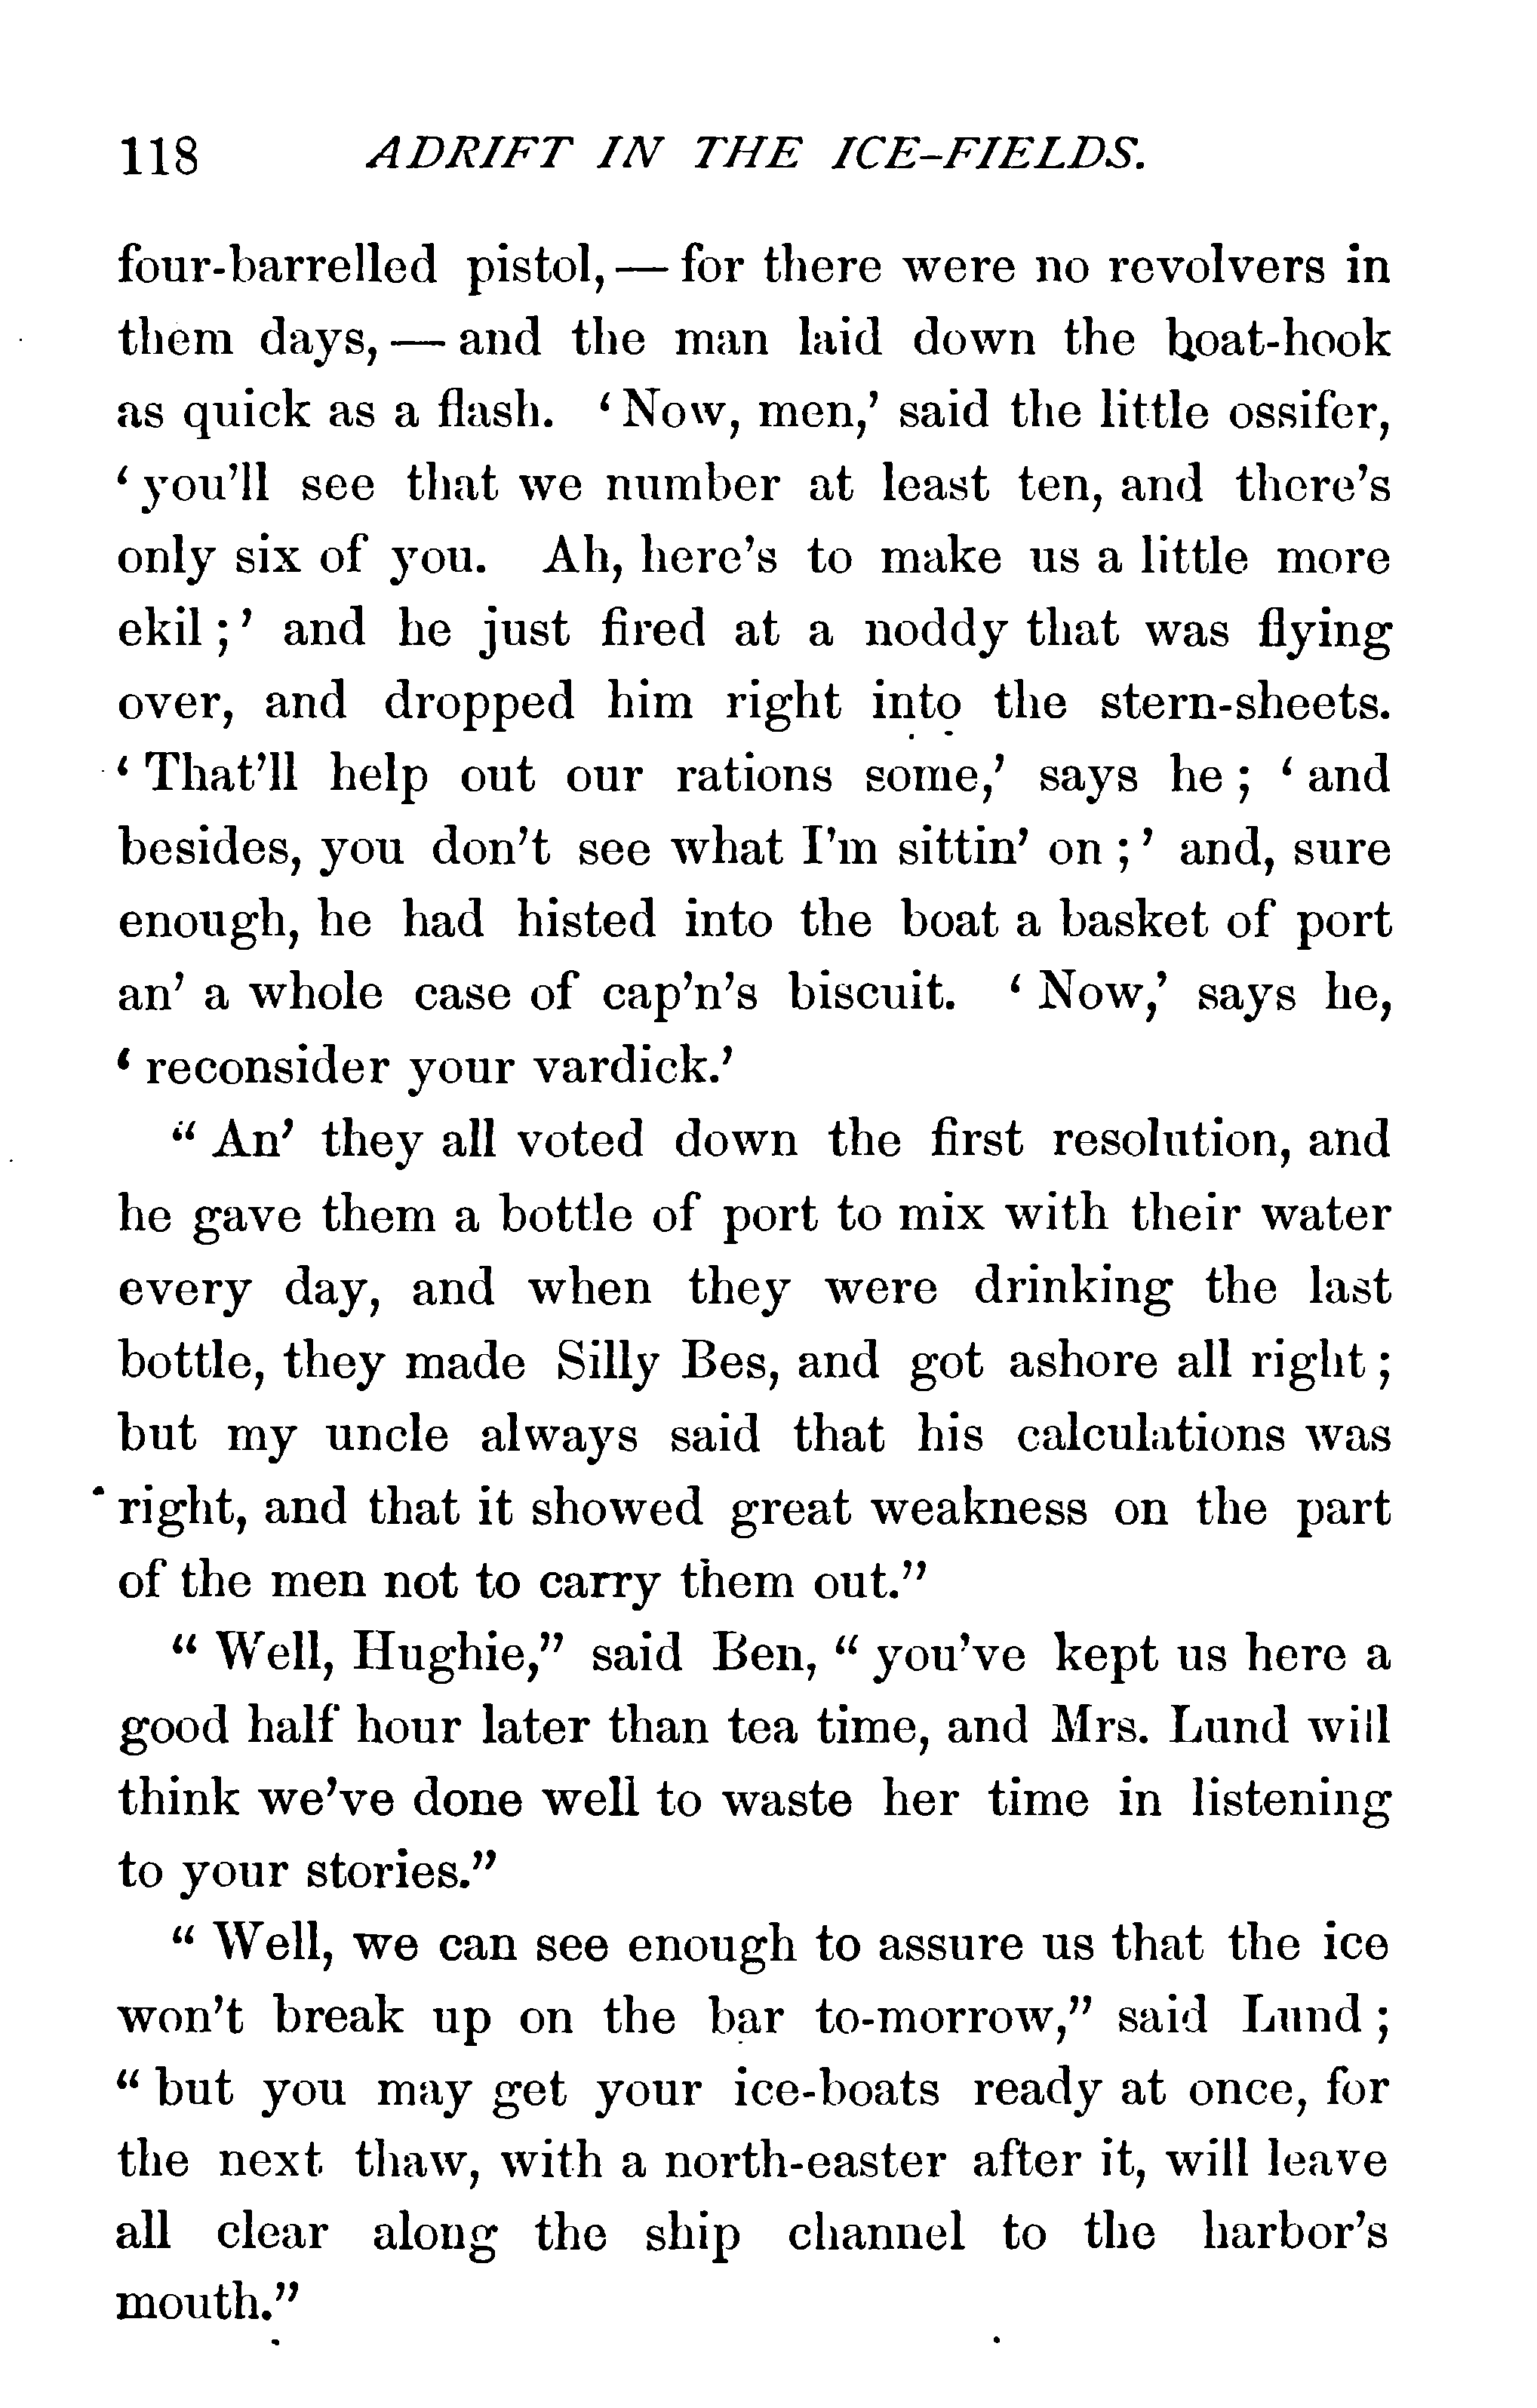 118 ADRIFT IN THE ICE-FIELDS.
four-barrelled pistol, — for there were no revolvers in
them days, — and the man laid down the boat-hook
as quick as a flash. ‘Now, men,’ said the little ossifer,
‘you’ll see that we number at least ten, and there’s
only six of you. Ah, here’s to make us a little more
ekil;’ and he just fired at a noddy that was flying
over, and dropped him right into the stern-sheets.
‘That’ll help out our rations some,’ says he; ‘and
besides, you don’t see what I’m sittin’ on;’ and, sure
enough, he had histed into the boat a basket of port
an’ a whole case of cap’n’s biscuit. ‘Now,’ says he,
‘reconsider your vardick.’
“An’ they all voted down the first resolution, and
he gave them a bottle of port to mix with their water
every day, and when they were drinking the last
bottle, they made Silly Bes, and got ashore all right;
but my uncle always said that his calculations was
right, and that it showed great weakness on the part
of the men not to carry them out.”
“Well, Hughie,” said Ben, “you’ve kept us here a
good half hour later than tea time, and Mrs. Lund will
think we’ve done well to waste her time in listening
to your stories.”
“Well, we can see enough to assure us that the ice
won’t break up on the bar to-morrow,” said Lund;
“but you may get your ice-boats ready at once, for
the next thaw, with a north-easter after it, will leave
all clear along the ship channel to the harbor’s
mouth.”